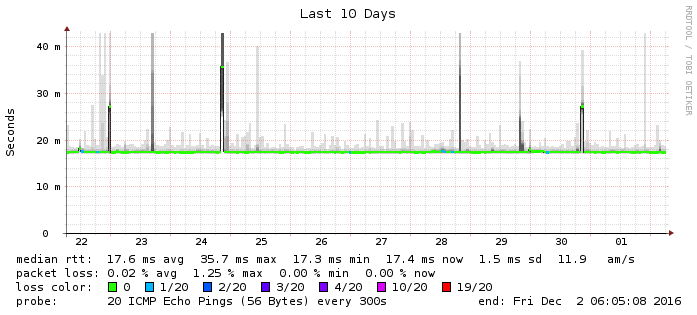 Last 10 Days
RRDTOOL / TOBI OETIKER
Seconds
40 m
30 m
20 m
10 m
0
22 23 24 25 26 27 28 29 30 01
median rtt: 17.6 ms avg 35.7 ms max 17.3 ms min 17.4 ms now 1.5 ms sd 11.9 am/s
packet loss: 0.02 % avg 1.25 % max 0.00 % min 0.00 % now
loss color: 0 1/20 2/20 3/20 4/20 10/20 19/20
probe: 20 ICMP Echo Pings (56 Bytes) every 300s end: Fri Dec 2 06:05:08 2016